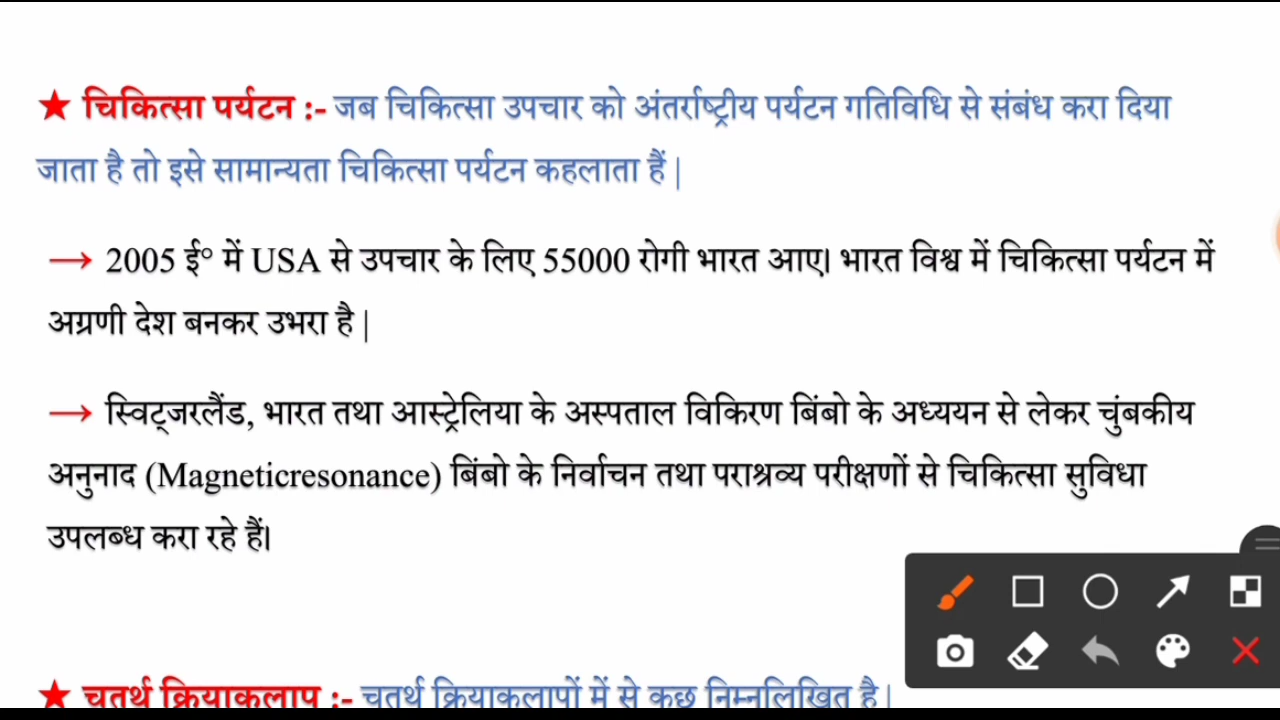 ★ चिकित्सा पर्यटन :- जब चिकित्सा उपचार को अंतर्राष्ट्रीय पर्यटन गतिविधि से संबंध करा दिया
जाता है तो इसे सामान्यता चिकित्सा पर्यटन कहलाता हैं |
→ 2005 ई° में USA से उपचार के लिए 55000 रोगी भारत आए। भारत विश्व में चिकित्सा पर्यटन में
अग्रणी देश बनकर उभरा है |
→ स्विट्जरलैंड, भारत तथा आस्ट्रेलिया के अस्पताल विकिरण बिंबो के अध्ययन से लेकर चुंबकीय
अनुनाद (Magneticresonance) बिंबो के निर्वाचन तथा पराश्रव्य परीक्षणों से चिकित्सा सुविधा
उपलब्ध करा रहे हैं।
★ चतुर्थ क्रियाकलाप :- चतुर्थ क्रियाकलापों में से कुछ निम्नलिखित है |